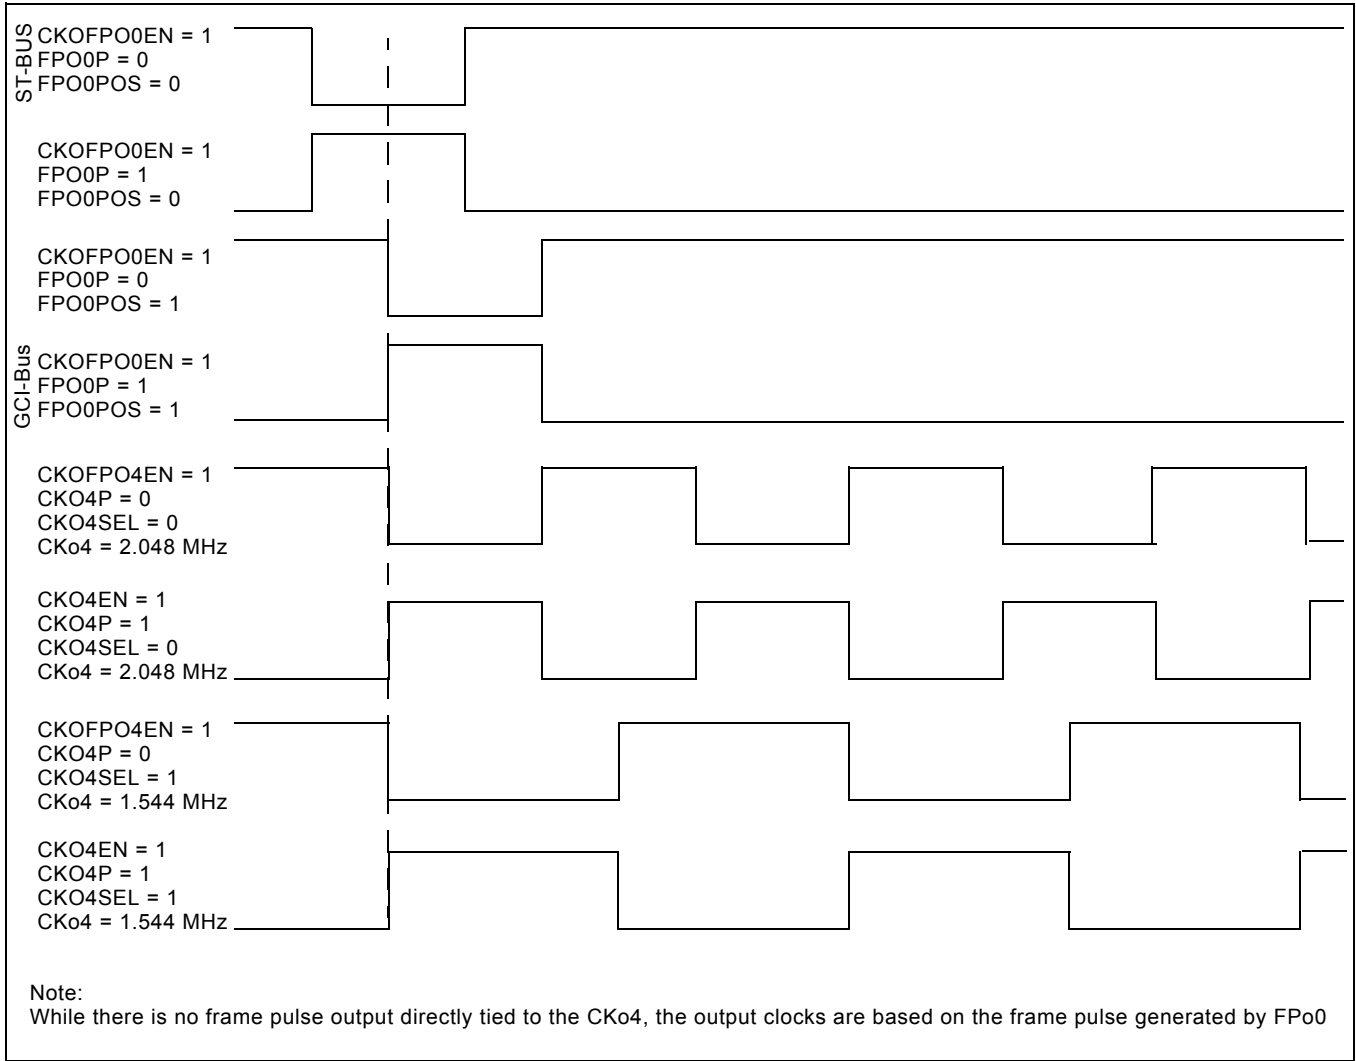 ST-BUS
CKOFPO0EN = 1
FPO0P = 0
FPO0POS = 0
CKOFPO0EN = 1
FPO0P = 1
FPO0POS = 0
CKOFPO0EN = 1
FPO0P = 0
FPO0POS = 1
GCI-Bus
CKOFPO0EN = 1
FPO0P = 1
FPO0POS = 1
CKOFPO4EN = 1
CKO4P = 0
CKO4SEL = 0
CKo4 = 2.048 MHz
CKO4EN = 1
CKO4P = 1
CKO4SEL = 0
CKo4 = 2.048 MHz
CKOFPO4EN = 1
CKO4P = 0
CKO4SEL = 1
CKo4 = 1.544 MHz
CKO4EN = 1
CKO4P = 1
CKO4SEL = 1
CKo4 = 1.544 MHz
Note:
While there is no frame pulse output directly tied to the CKo4, the output clocks are based on the frame pulse generated by FPo0